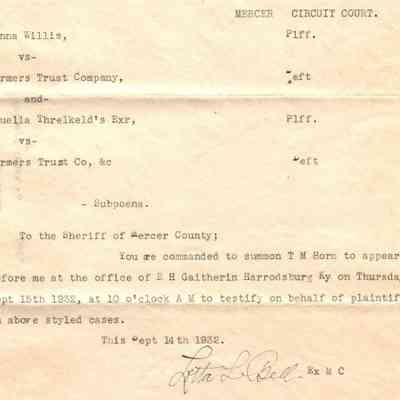 MERCER CIRCUIT COURT.
nna Willis, Plff.
vs-
rmers Trust Company, eft
and-
uella Threlkeld's Exr, Plff.
vs-
rmers Trust Co, &c eft
- Subpoena.
To the Sheriff of Mercer County;
You are commanded to summon T M Horn to appear
efore me at the office of E H Gaitherin Harrodsburg Ky on Thursda
ept 15th 1932, at 10 o'clock A M to testify on behalf of plaintif
above styled cases.
This Sept 14th 1932.
Bell Ex M C